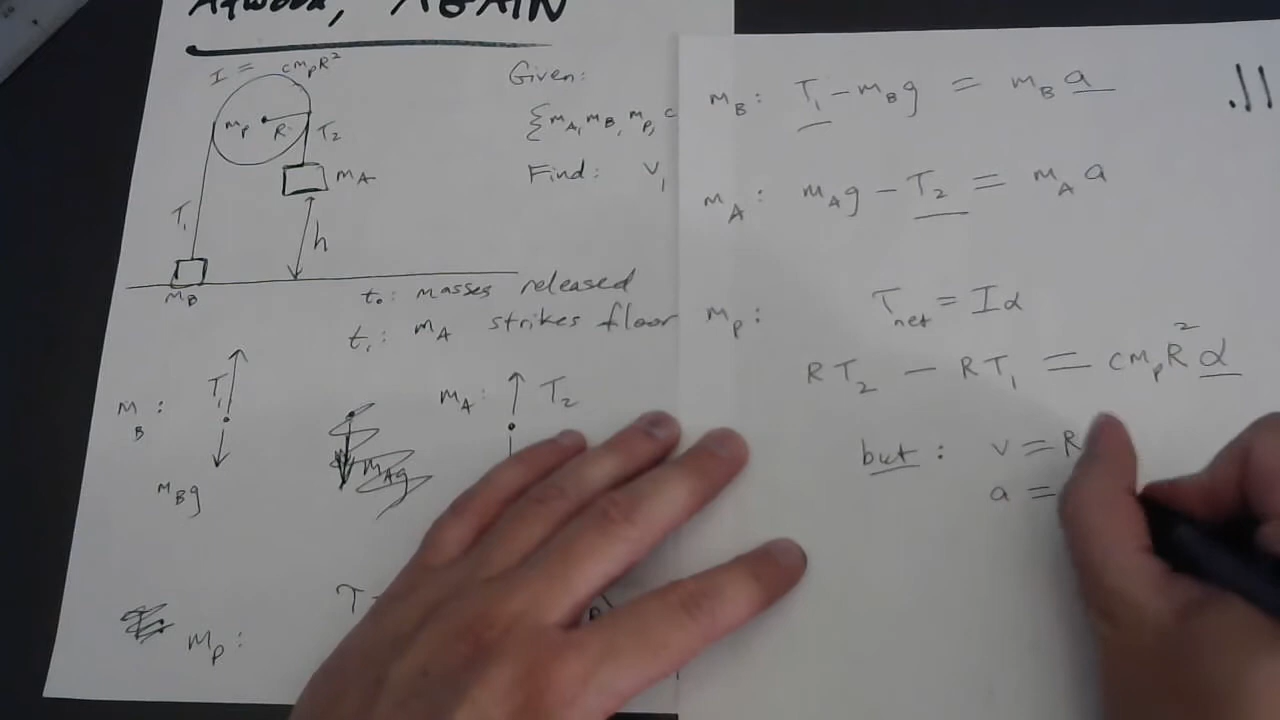 Atwood, AGAIN
I = cm_pR²
Given:
{m_A, m_B, m_p, c
Find: v_1
m_p R T_2
m_A
T_1
h
m_B
t_0: masses released
t_1: m_A strikes floor
m_B: T_1
m_Bg
m_Ag
m_A: T_2
m_p:
m_B: T_1 - m_Bg = m_B a
m_A: m_Ag - T_2 = m_A a
m_p: τ_net = Iα
RT_2 - RT_1 = cm_pR²α
but: v = R
a =